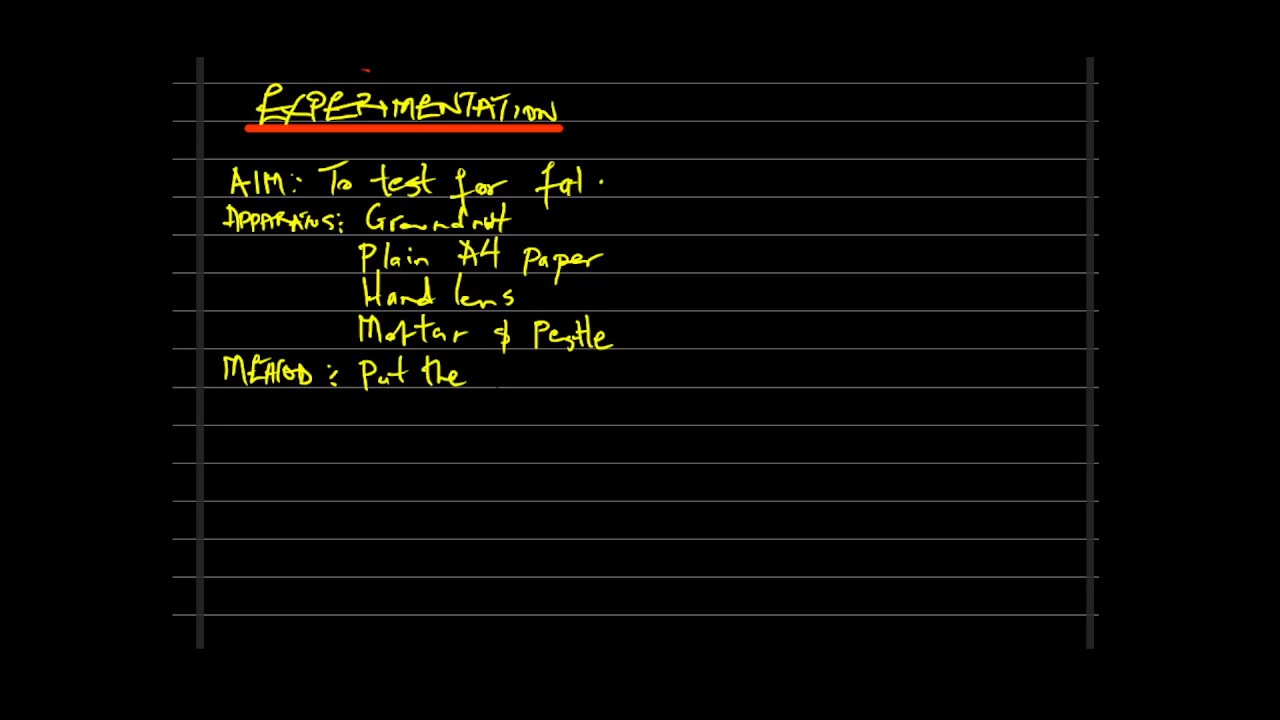 EXPERIMENTATION
AIM:- To test for fat.
APPARATUS: Groundnut
Plain A4 paper
Hand lens
Mortar & Pestle
METHOD: Put the